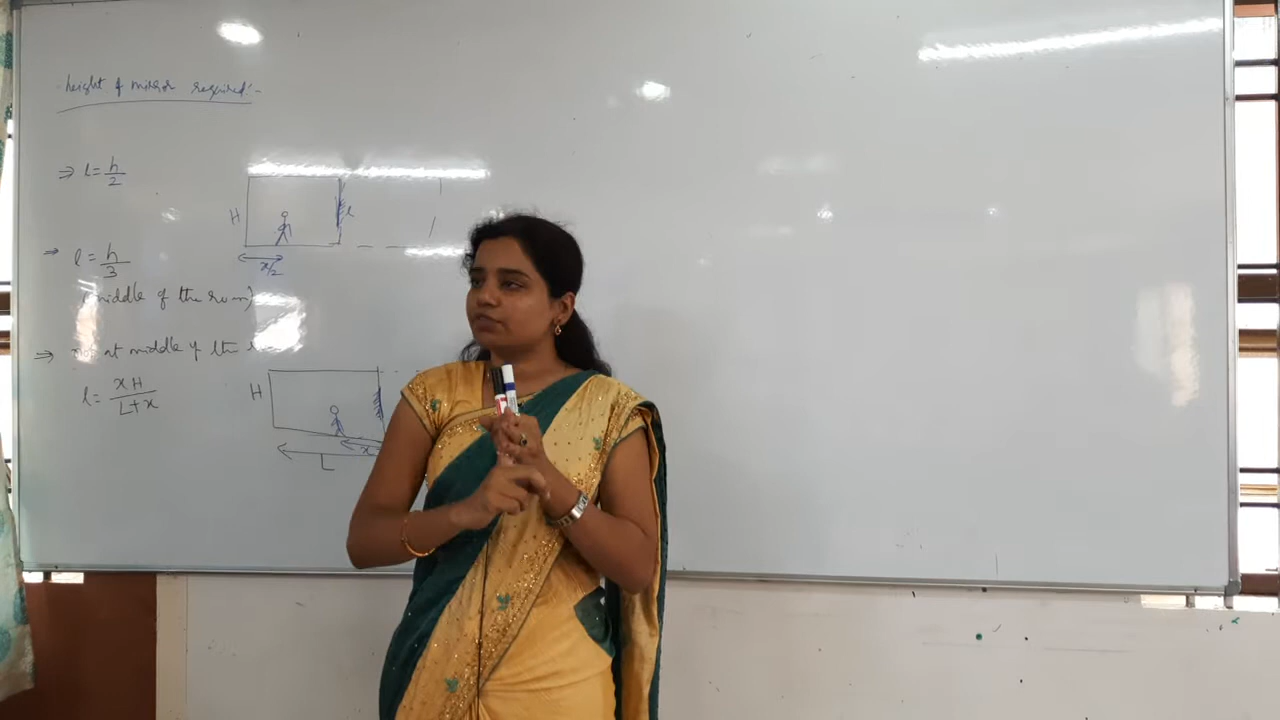 height of mirror required:-
⇒ l = h/2
H
l
x/2
⇒ l = h/3
(middle of the room)
⇒ not at middle of the
l = xH/L+x
H
x
L